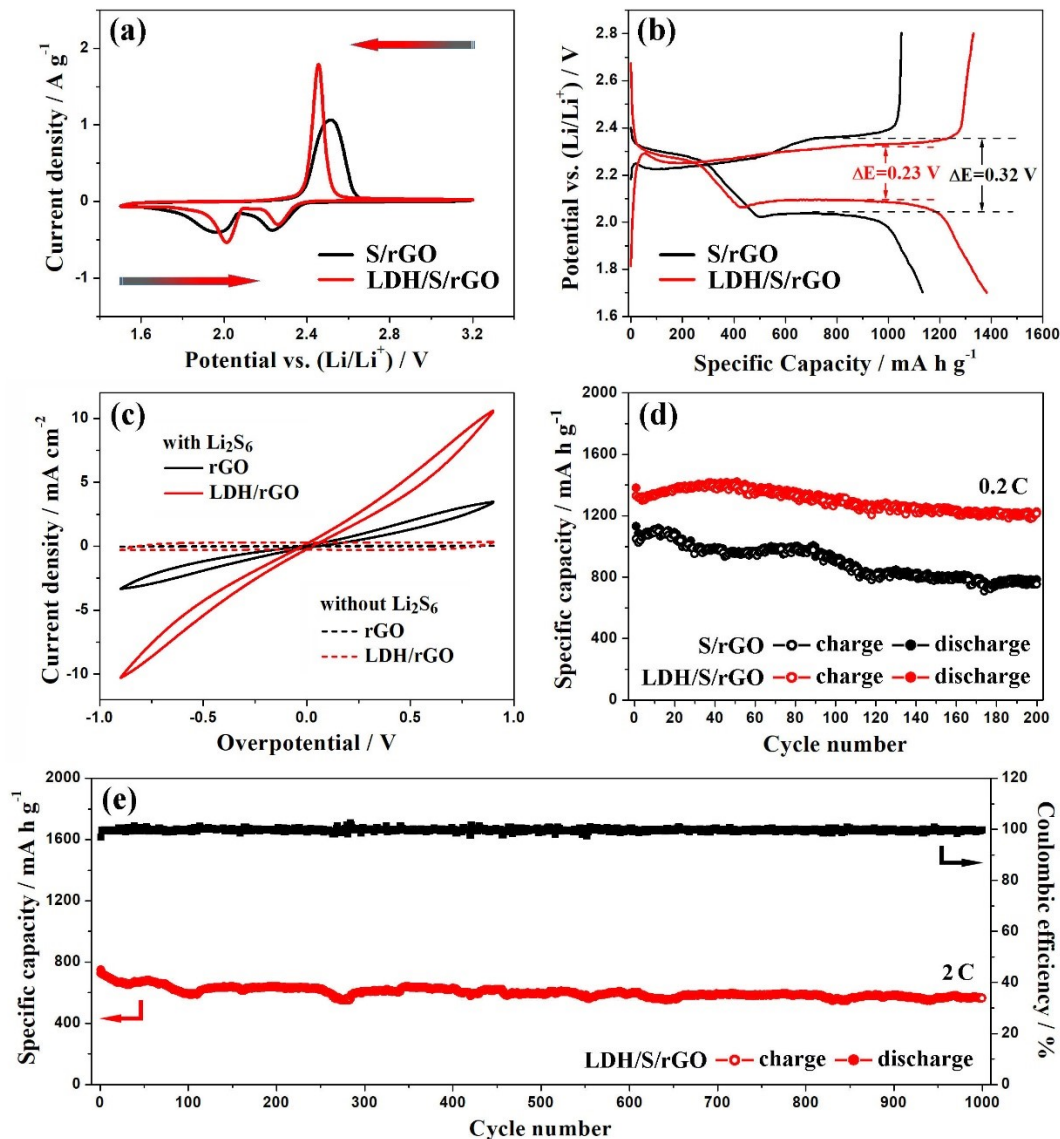 (a)
Current density / A g⁻¹
2
1
0
-1
S/rGO
LDH/S/rGO
1.6 2.0 2.4 2.8 3.2
Potential vs. (Li/Li⁺) / V
(b)
Potential vs. (Li/Li⁺) / V
2.8
2.4
2.0
1.6
ΔE=0.23 V
ΔE=0.32 V
S/rGO
LDH/S/rGO
0 200 400 600 800 1000 1200 1400 1600
Specific Capacity / mA h g⁻¹
(c)
Current density / mA cm⁻²
10
5
0
-5
-10
with Li₂S₆
rGO
LDH/rGO
without Li₂S₆
rGO
LDH/rGO
-1.0 -0.5 0.0 0.5 1.0
Overpotential / V
(d)
Specific capacity / mA h g⁻¹
2000
1600
1200
800
400
0
0.2 C
S/rGO charge discharge
LDH/S/rGO charge discharge
0 20 40 60 80 100 120 140 160 180 200
Cycle number
(e)
Specific capacity / mA h g⁻¹
2000
1600
1200
800
400
0
2 C
LDH/S/rGO charge discharge
120
100
80
60
40
20
0
Coulombic efficiency / %
0 100 200 300 400 500 600 700 800 900 1000
Cycle number